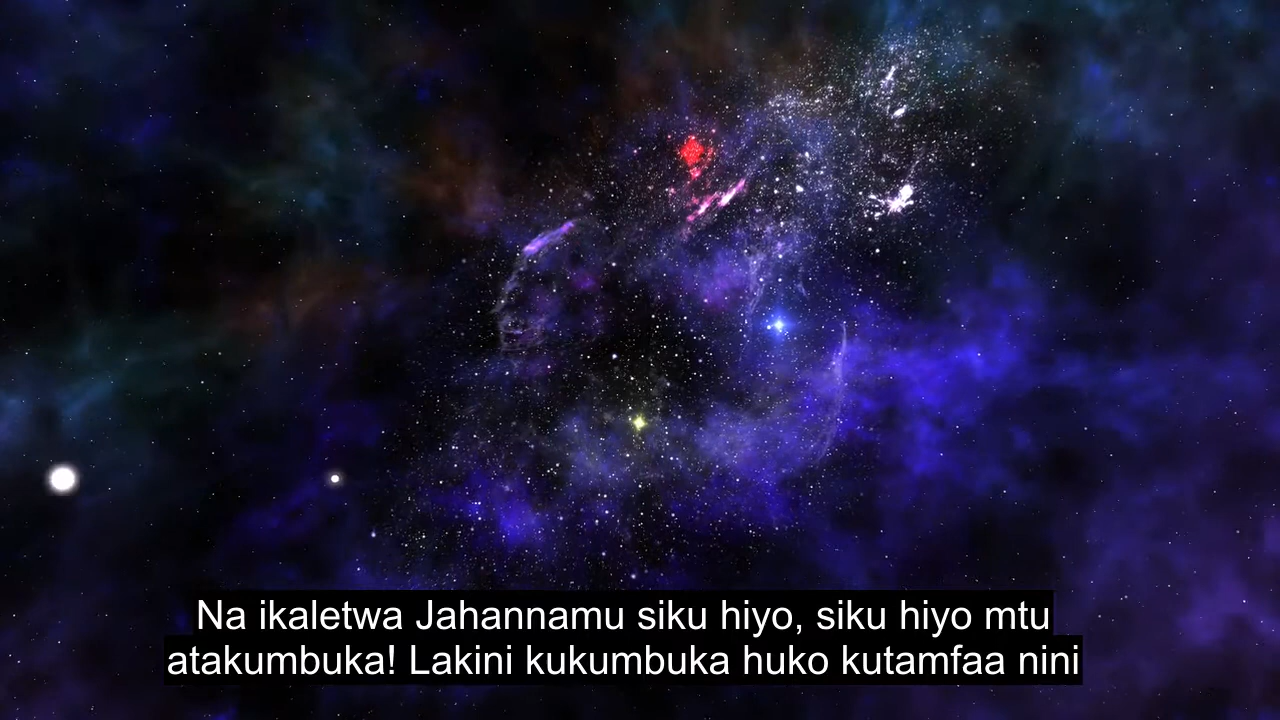 Na ikaletwa Jahannamu siku hiyo, siku hiyo mtu
atakumbuka! Lakini kukumbuka huko kutamfaa nini